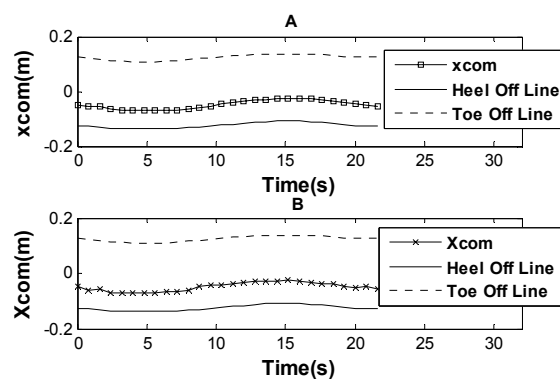 A
0.2
0
-0.2
xcom(m)
xcom
Heel Off Line
Toe Off Line
0 5 10 15 20 25 30
Time(s)
B
0.2
0
-0.2
Xcom(m)
Xcom
Heel Off Line
Toe Off Line
0 5 10 15 20 25 30
Time(s)